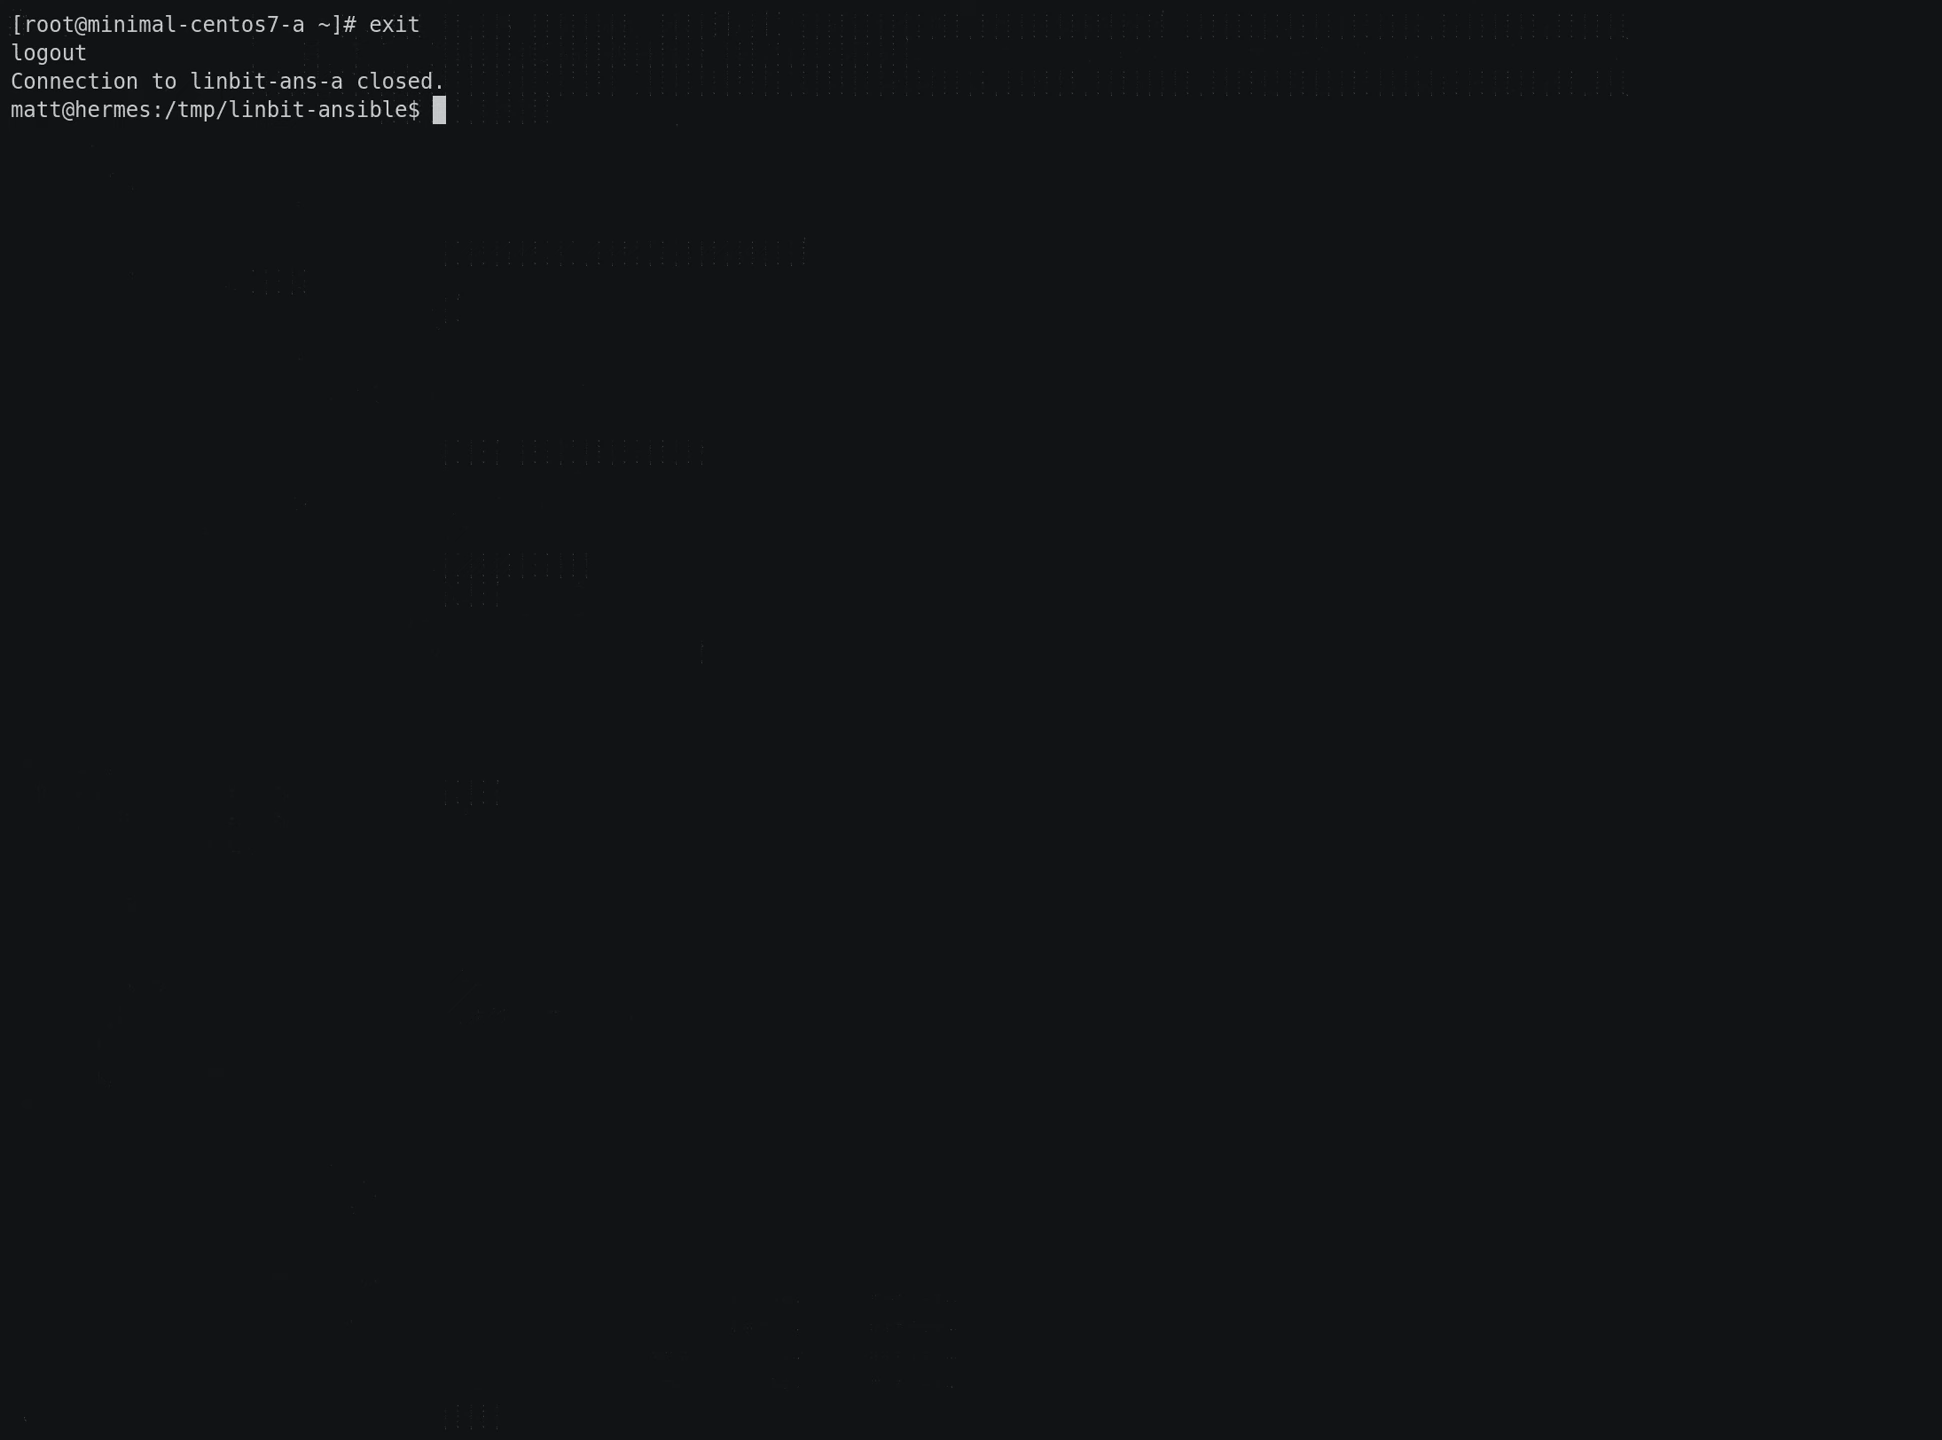 [root@minimal-centos7-a ~]# exit
logout
Connection to linbit-ans-a closed.
matt@hermes:/tmp/linbit-ansible$